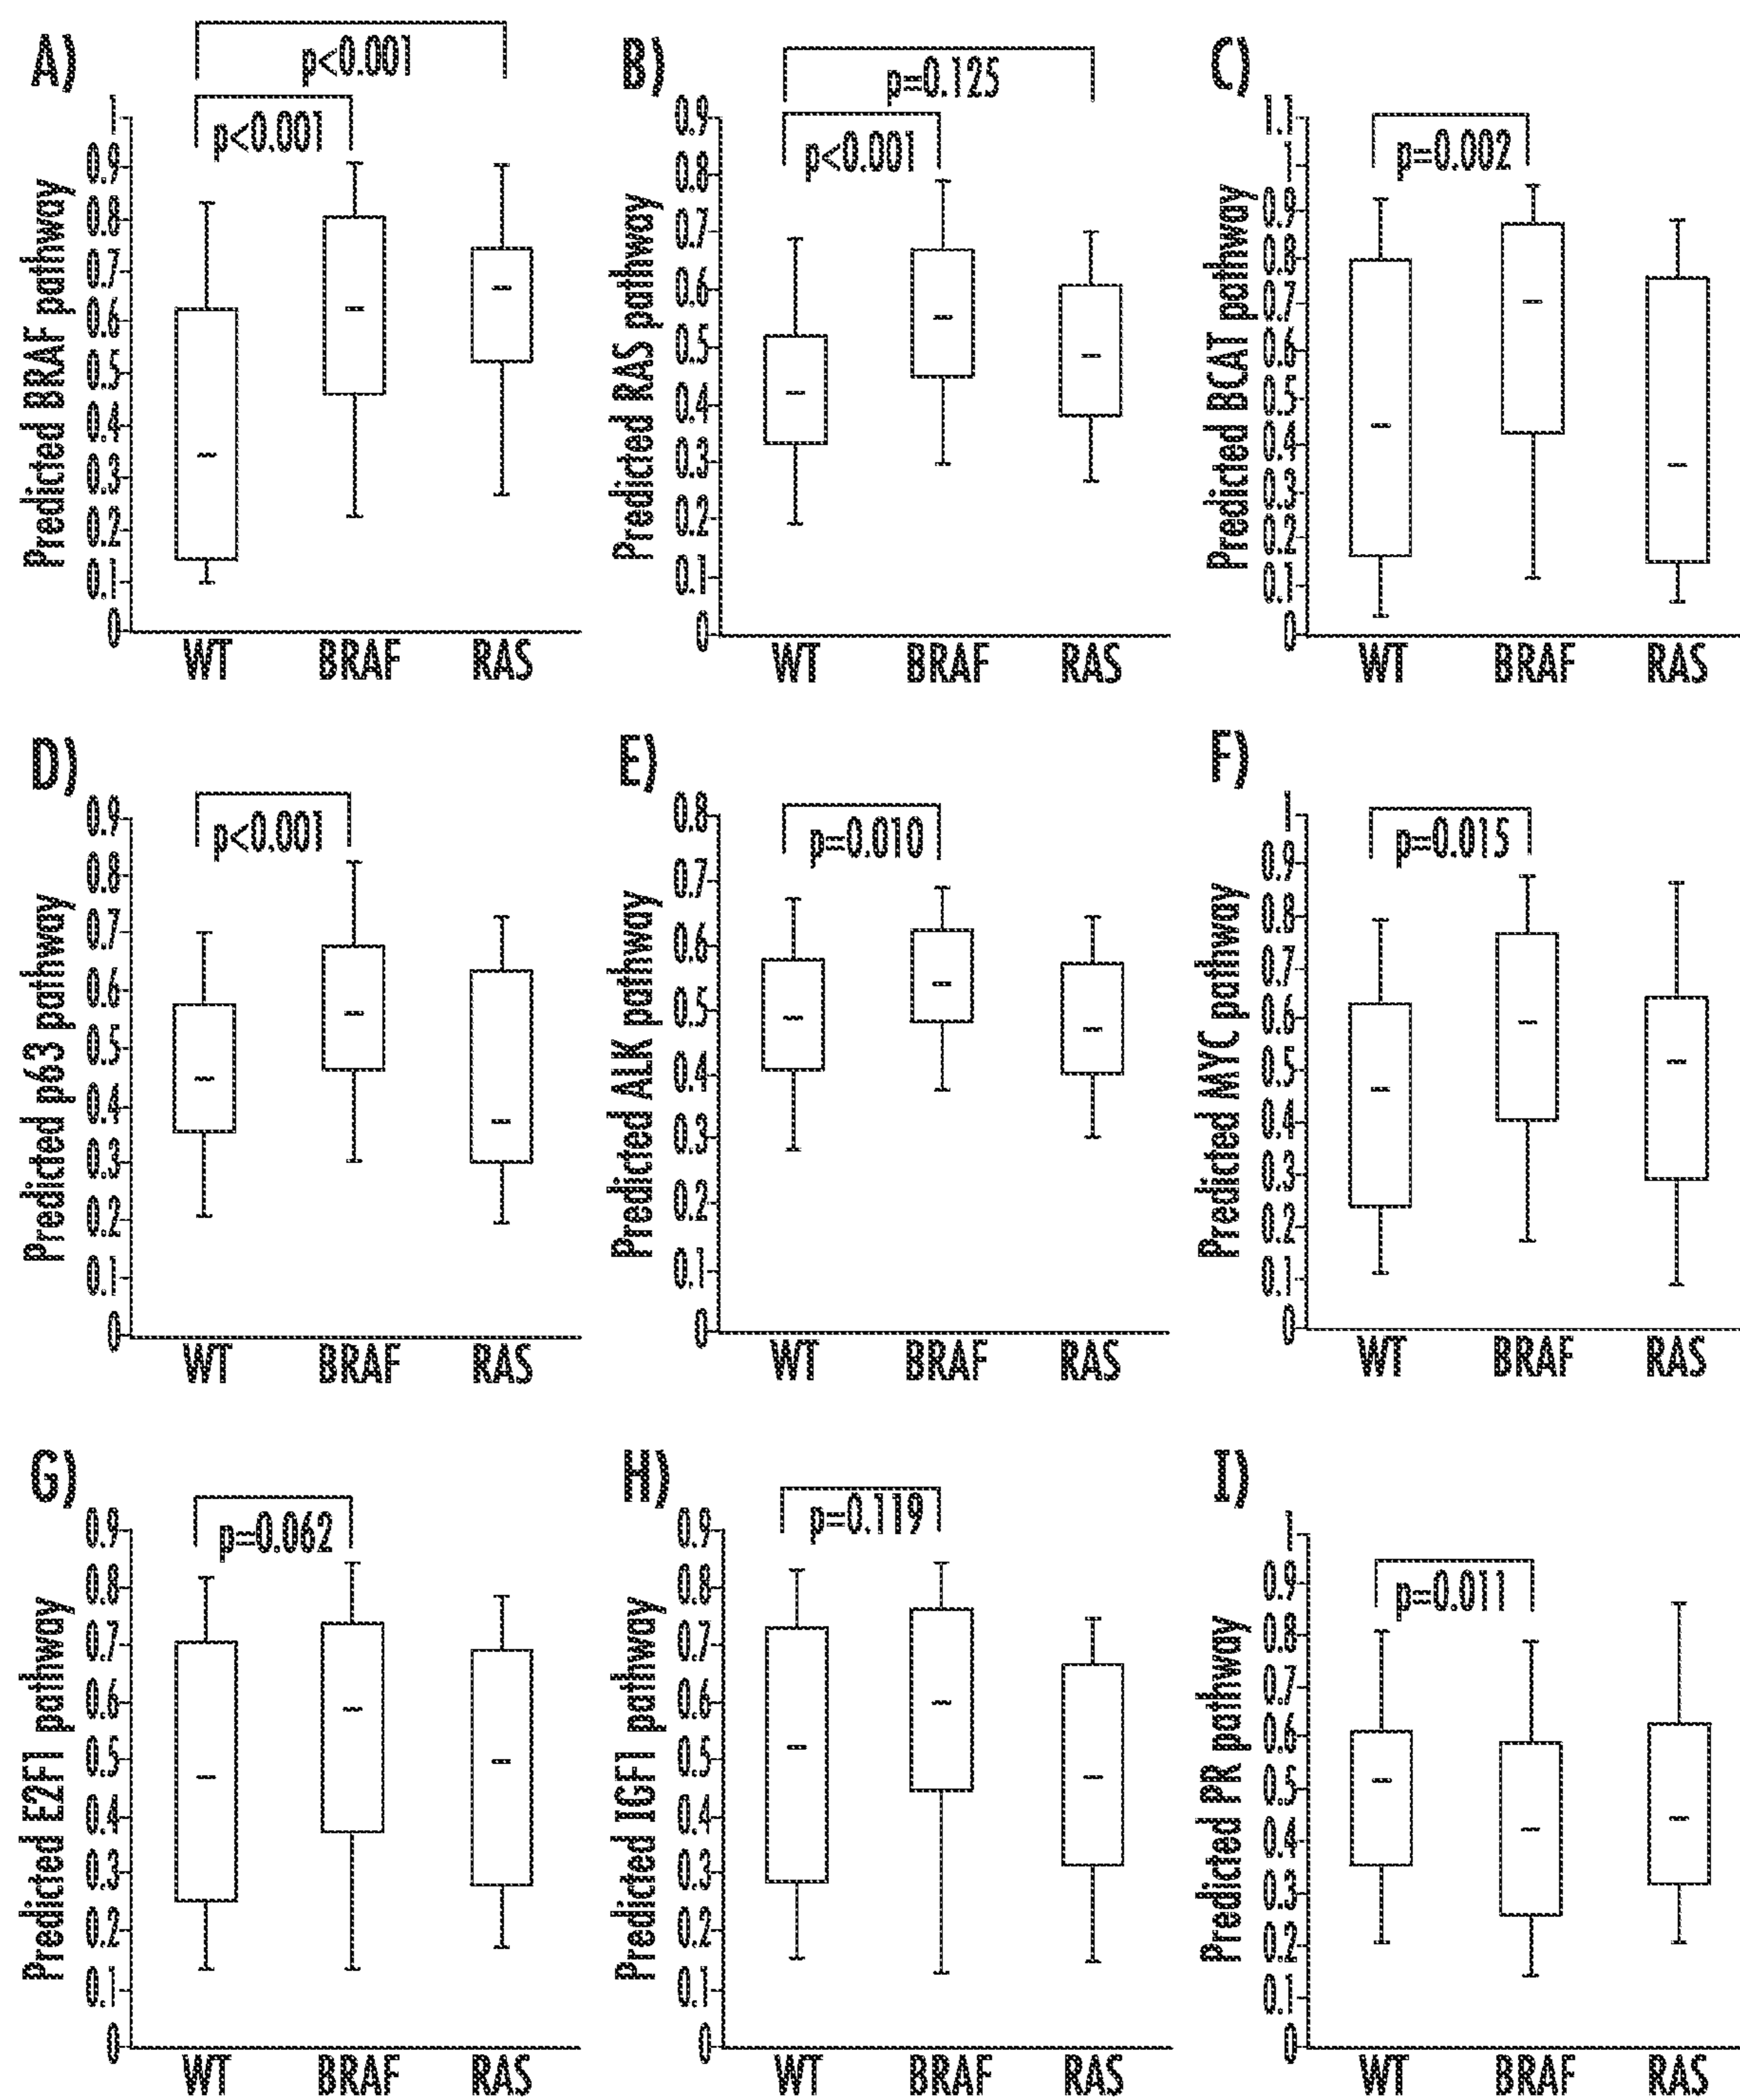 A)
p<0.001
p<0.001
Predicted BRAF pathway
1
0.9
0.8
0.7
0.6
0.5
0.4
0.3
0.2
0.1
0
WT BRAF RAS
B)
p=0.125
p<0.001
Predicted RAS pathway
0.9
0.8
0.7
0.6
0.5
0.4
0.3
0.2
0.1
0
WT BRAF RAS
C)
p=0.002
Predicted BCAT pathway
1.1
1
0.9
0.8
0.7
0.6
0.5
0.4
0.3
0.2
0.1
0
WT BRAF RAS
D)
p<0.001
Predicted p63 pathway
0.9
0.8
0.7
0.6
0.5
0.4
0.3
0.2
0.1
0
WT BRAF RAS
E)
p=0.010
Predicted ALK pathway
0.8
0.7
0.6
0.5
0.4
0.3
0.2
0.1
0
WT BRAF RAS
F)
p=0.015
Predicted MYC pathway
1
0.9
0.8
0.7
0.6
0.5
0.4
0.3
0.2
0.1
0
WT BRAF RAS
G)
p=0.062
Predicted E2F1 pathway
0.9
0.8
0.7
0.6
0.5
0.4
0.3
0.2
0.1
0
WT BRAF RAS
H)
p=0.119
Predicted IGF1 pathway
0.9
0.8
0.7
0.6
0.5
0.4
0.3
0.2
0.1
0
WT BRAF RAS
I)
p=0.011
Predicted PR pathway
1
0.9
0.8
0.7
0.6
0.5
0.4
0.3
0.2
0.1
0
WT BRAF RAS